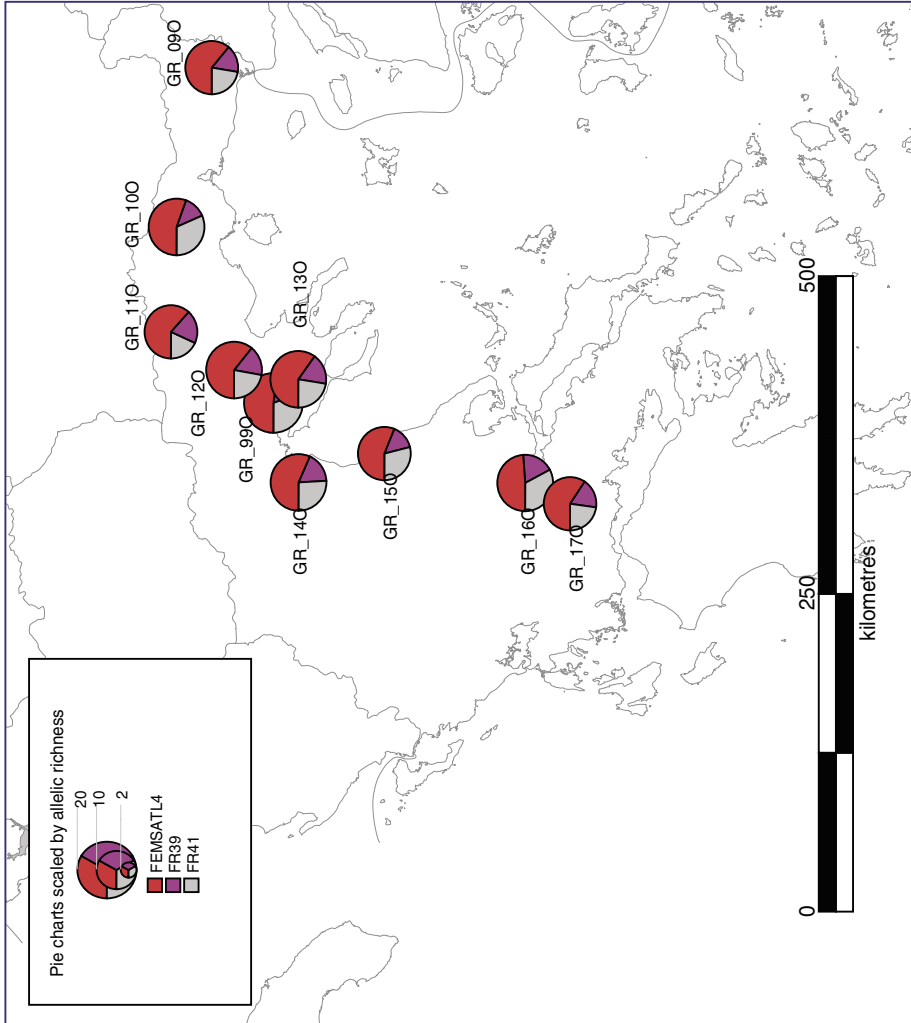 Pie charts scaled by allelic richness
20
10
2
FEMSATL4
FR39
FR41
GR_09O
GR_10O
GR_11O
GR_12O
GR_13O
GR_99O
GR_14O
GR_15O
GR_16O
GR_17O
0
250
500
kilometres